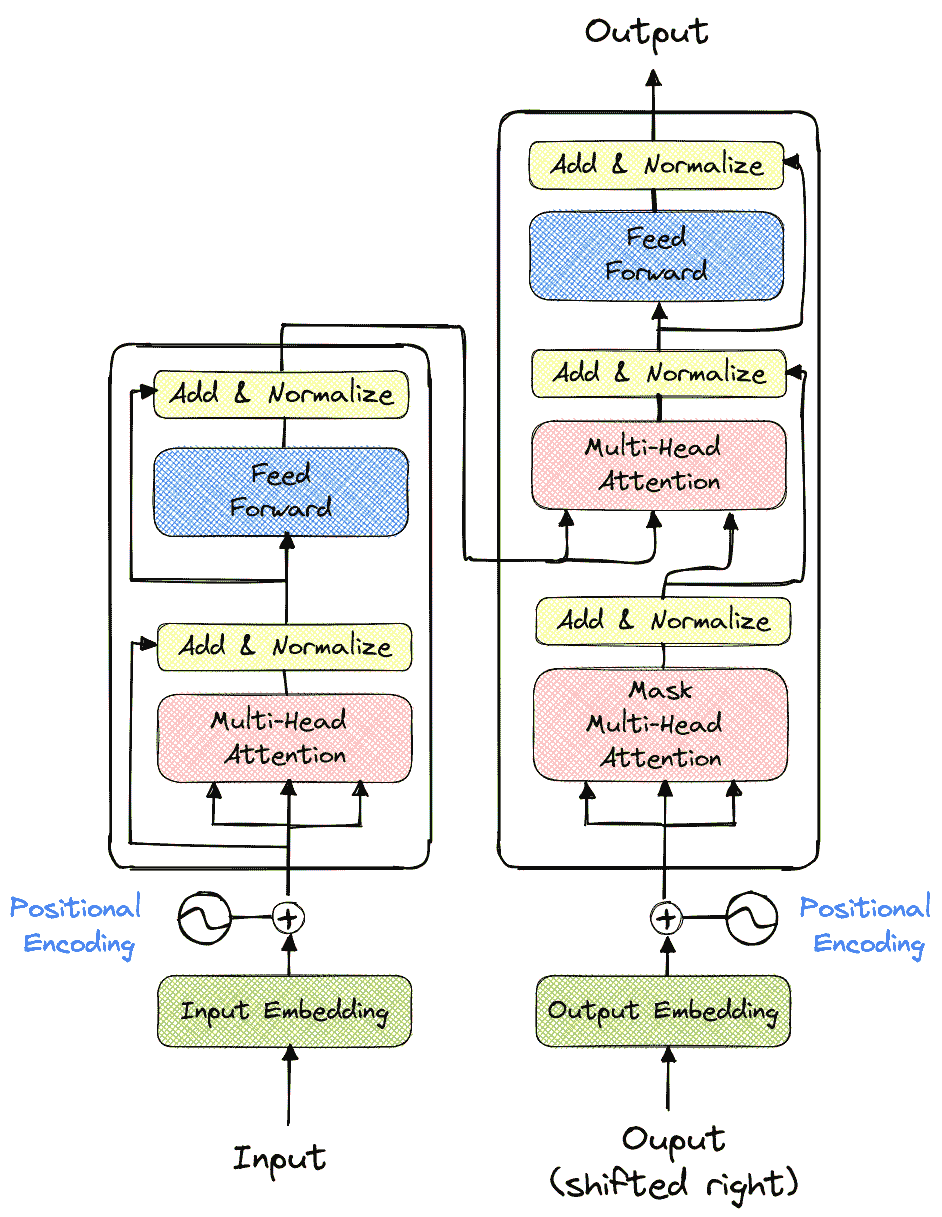 Output
Add & Normalize
Feed
Forward
Add & Normalize
Multi-Head
Attention
Add & Normalize
Mask
Multi-Head
Attention
Positional
Encoding
Output Embedding
Ouput
(shifted right)
Add & Normalize
Feed
Forward
Add & Normalize
Multi-Head
Attention
Positional
Encoding
Input Embedding
Input